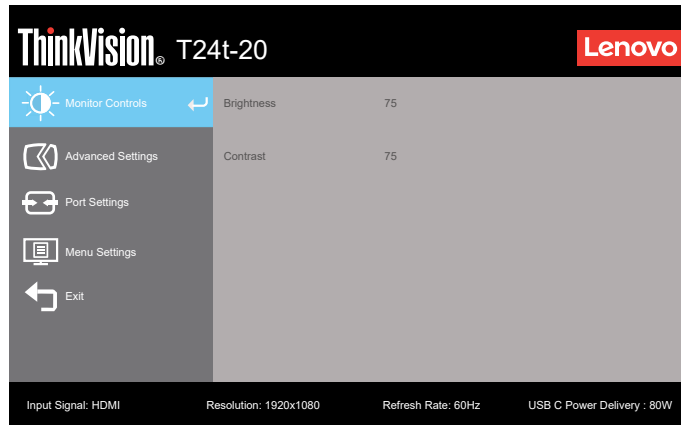 ThinkVision® T24t-20
Lenovo
Monitor Controls
Brightness 75
Advanced Settings
Contrast 75
Port Settings
Menu Settings
Exit
Input Signal: HDMI Resolution: 1920x1080 Refresh Rate: 60Hz USB C Power Delivery : 80W